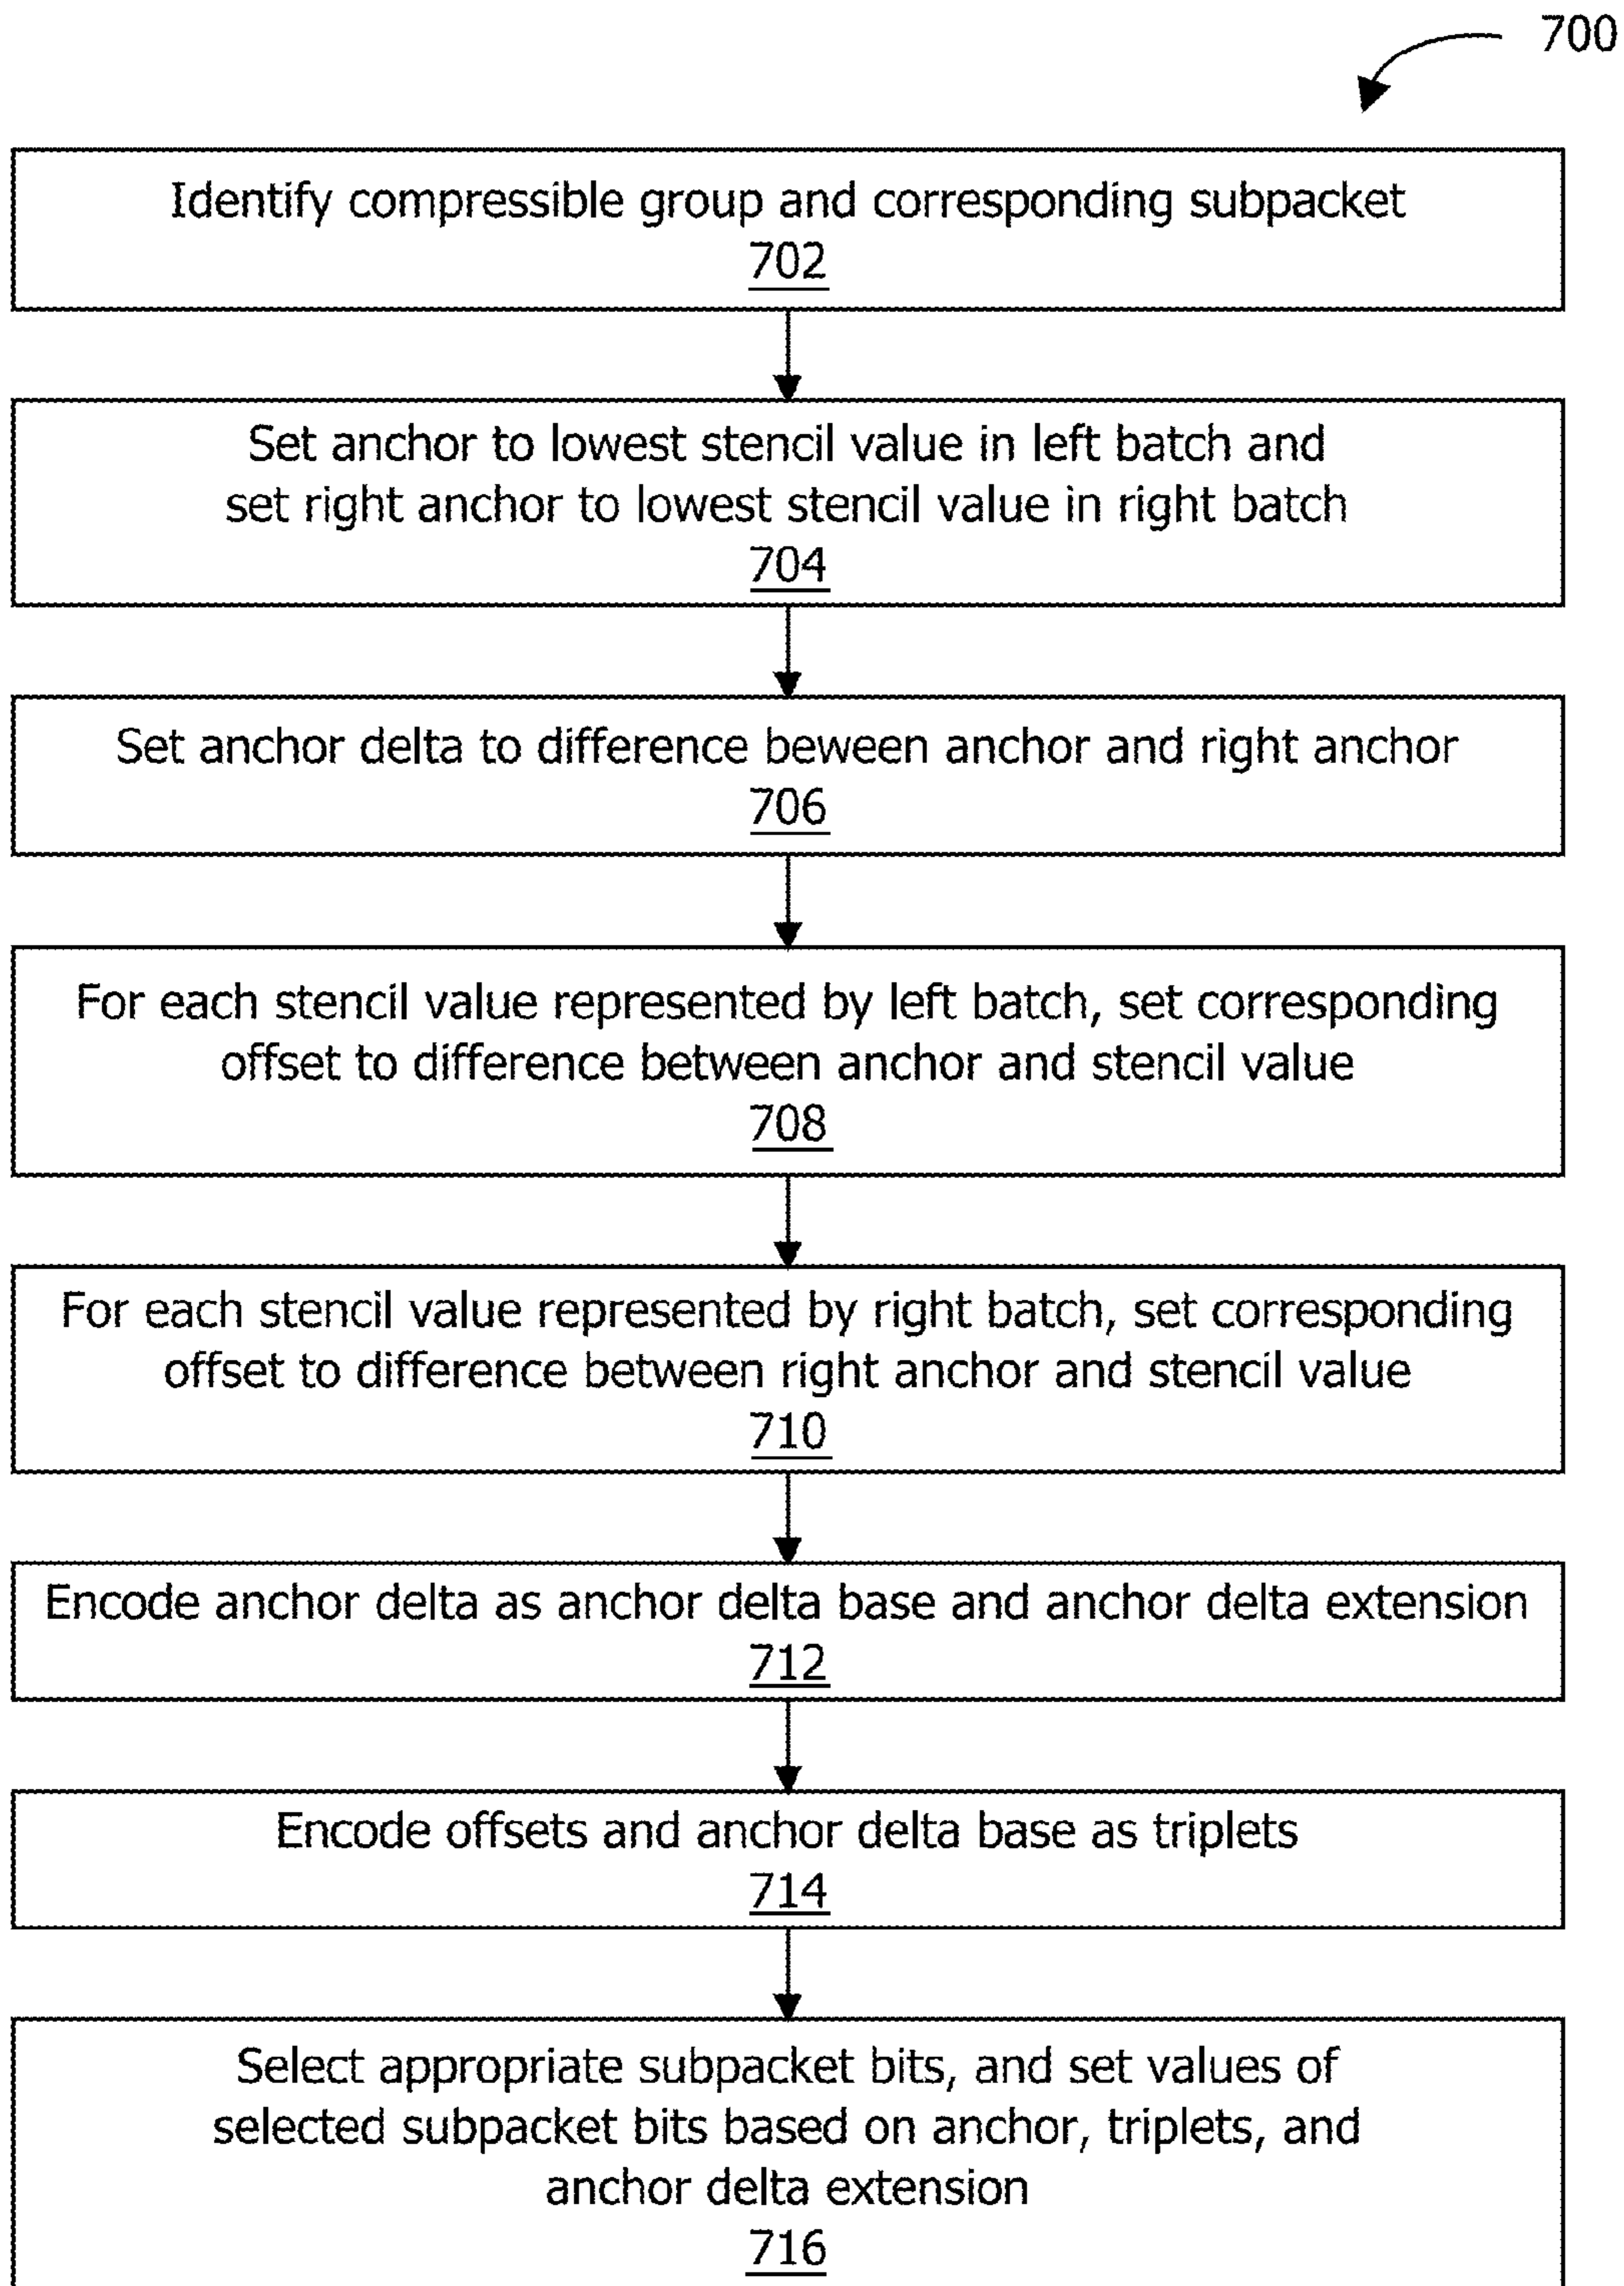 700
Identify compressible group and corresponding subpacket
702
Set anchor to lowest stencil value in left batch and
set right anchor to lowest stencil value in right batch
704
Set anchor delta to difference beween anchor and right anchor
706
For each stencil value represented by left batch, set corresponding
offset to difference between anchor and stencil value
708
For each stencil value represented by right batch, set corresponding
offset to difference between right anchor and stencil value
710
Encode anchor delta as anchor delta base and anchor delta extension
712
Encode offsets and anchor delta base as triplets
714
Select appropriate subpacket bits, and set values of
selected subpacket bits based on anchor, triplets, and
anchor delta extension
716